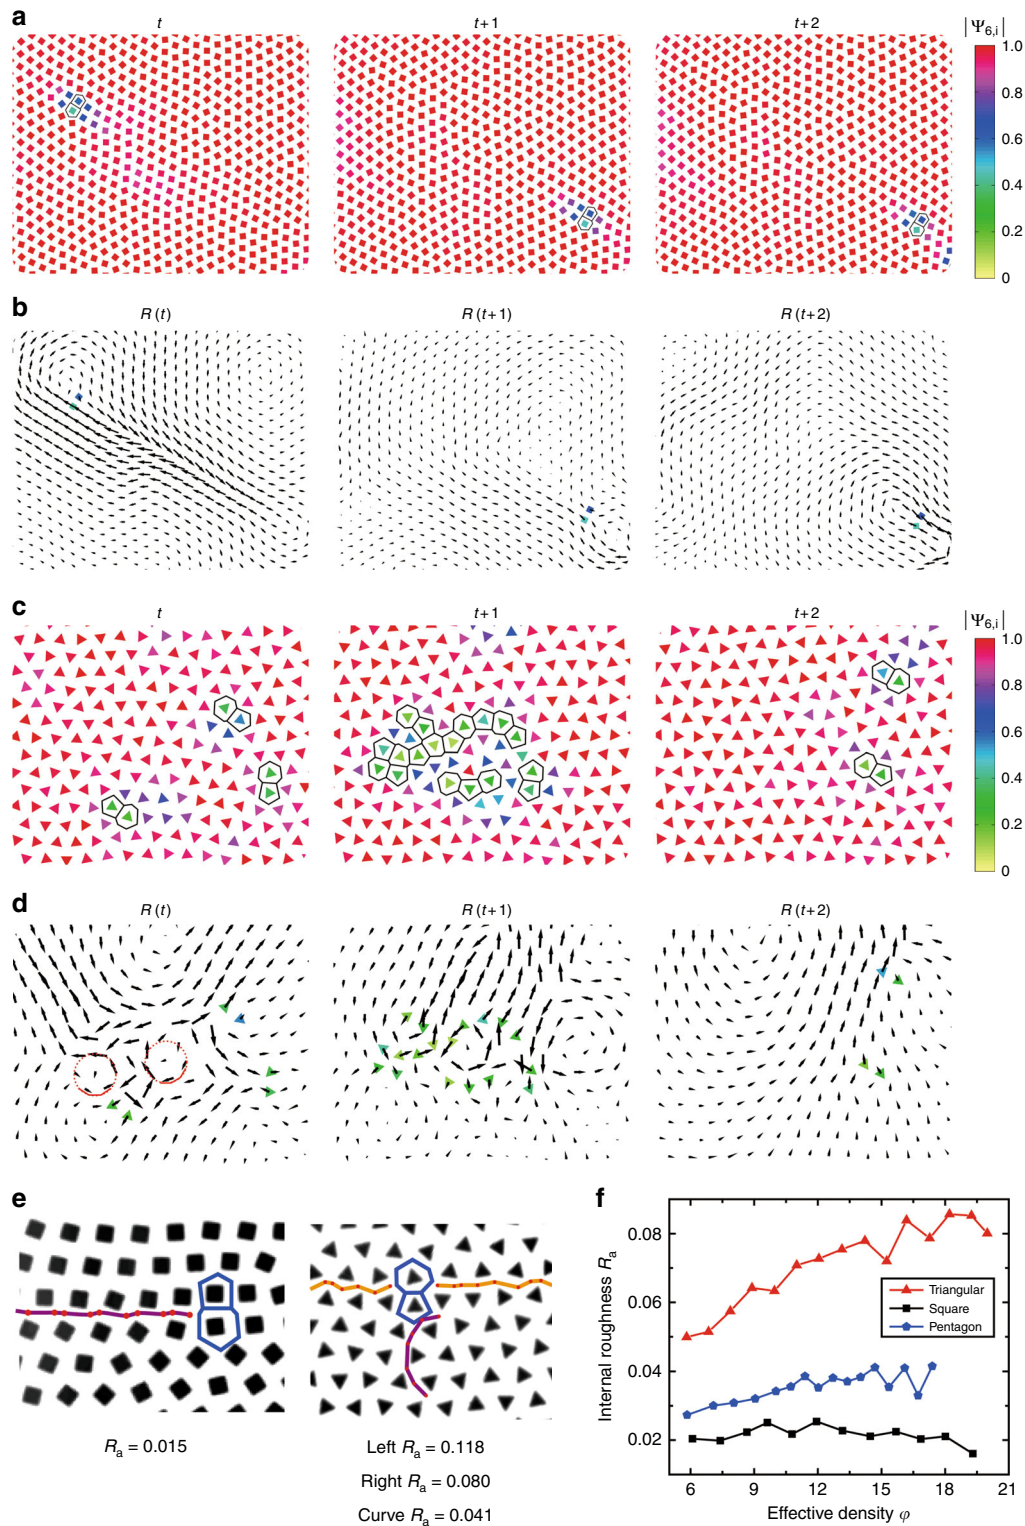 a
t
t+1
t+2
|Ψ6,i|
1.0
0.8
0.6
0.4
0.2
0
b
R (t)
R (t+1)
R (t+2)
c
t
t+1
t+2
|Ψ6,i|
1.0
0.8
0.6
0.4
0.2
0
d
R (t)
R (t+1)
R (t+2)
e
Ra = 0.015
Left Ra = 0.118
Right Ra = 0.080
Curve Ra = 0.041
f
Internal roughness Ra
0.08
0.06
0.04
0.02
Triangular
Square
Pentagon
6 9 12 15 18 21
Effective density φ